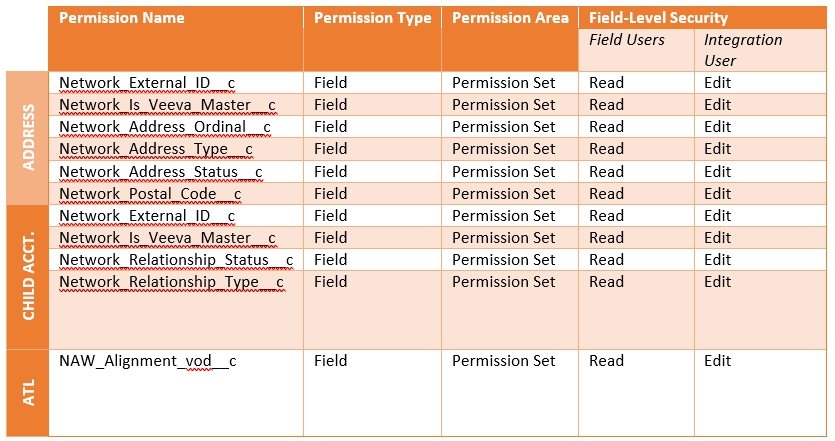 Permission Name Permission Type Permission Area Field-Level Security
Field Users Integration
User
ADDRESS
Network_External_ID__c Field Permission Set Read Edit
Network_Is_Veeva_Master__c Field Permission Set Read Edit
Network_Address_Ordinal__c Field Permission Set Read Edit
Network_Address_Type__c Field Permission Set Read Edit
Network_Address_Status__c Field Permission Set Read Edit
Network_Postal_Code__c Field Permission Set Read Edit
CHILD ACCT.
Network_External_ID__c Field Permission Set Read Edit
Network_Is_Veeva_Master__c Field Permission Set Read Edit
Network_Relationship_Status__c Field Permission Set Read Edit
Network_Relationship_Type__c Field Permission Set Read Edit
ATL
NAW_Alignment_vod__c Field Permission Set Read Edit